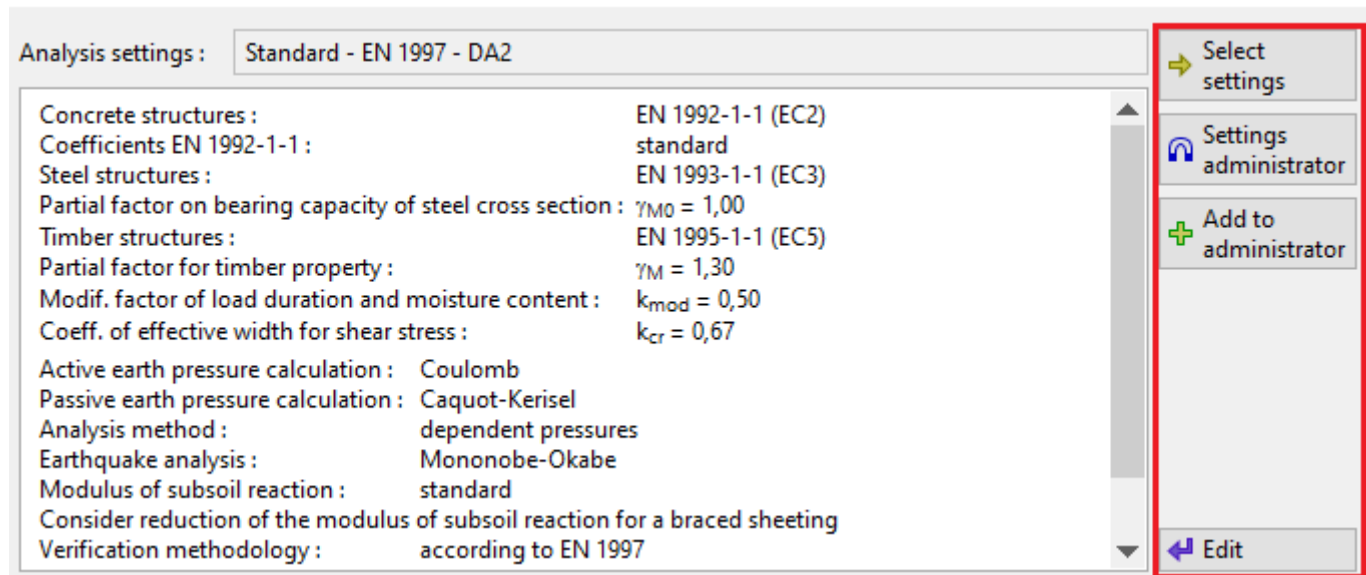 Analysis settings : Standard - EN 1997 - DA2
Concrete structures : EN 1992-1-1 (EC2)
Coefficients EN 1992-1-1 : standard
Steel structures : EN 1993-1-1 (EC3)
Partial factor on bearing capacity of steel cross section : γM0 = 1,00
Timber structures : EN 1995-1-1 (EC5)
Partial factor for timber property : γM = 1,30
Modif. factor of load duration and moisture content : kmod = 0,50
Coeff. of effective width for shear stress : kcr = 0,67
Active earth pressure calculation : Coulomb
Passive earth pressure calculation : Caquot-Kerisel
Analysis method : dependent pressures
Earthquake analysis : Mononobe-Okabe
Modulus of subsoil reaction : standard
Consider reduction of the modulus of subsoil reaction for a braced sheeting
Verification methodology : according to EN 1997
Select
settings
Settings
administrator
Add to
administrator
Edit